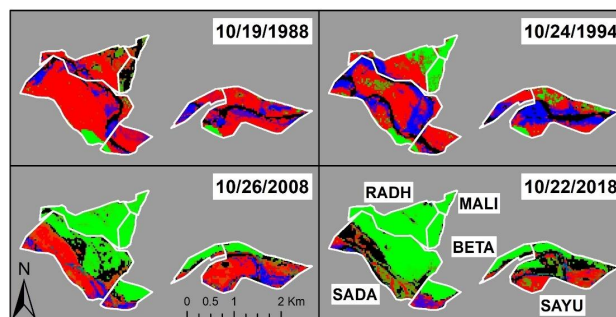 10/19/1988
10/24/1994
10/26/2008
10/22/2018
RADH
MALI
BETA
SADA
SAYU
N
0 0.5 1 2 Km